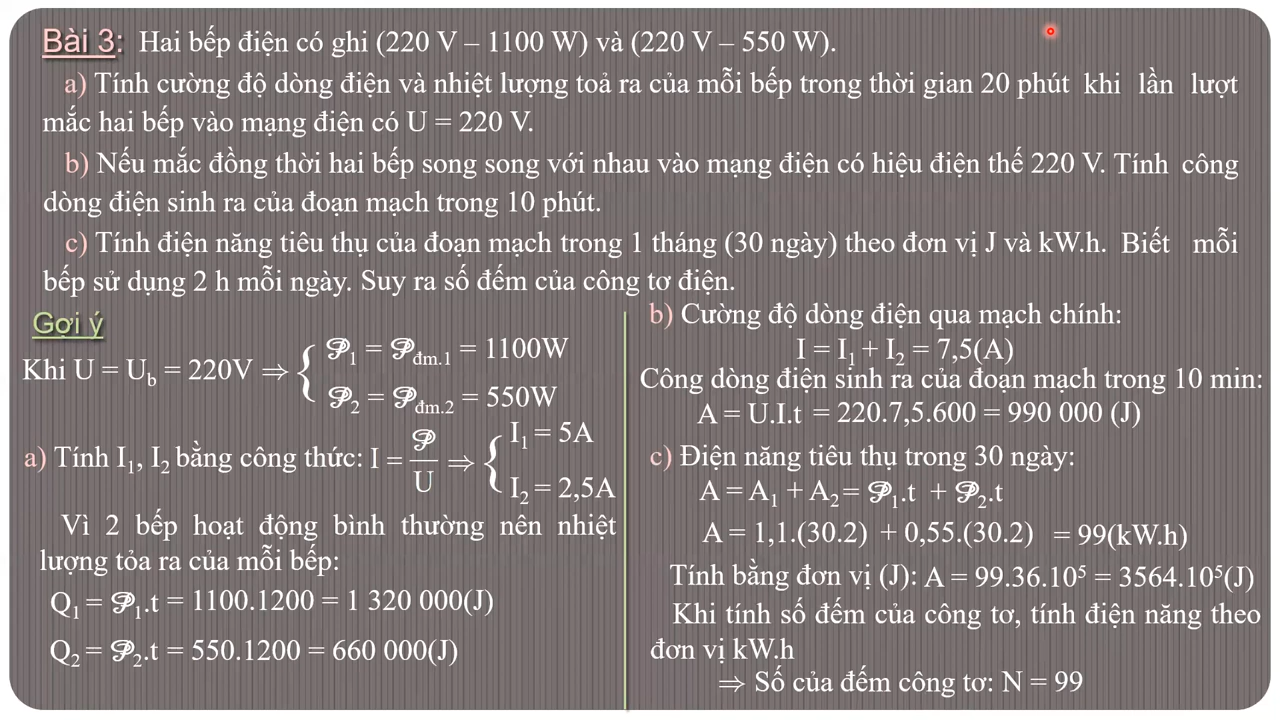 Bài 3: Hai bếp điện có ghi (220 V – 1100 W) và (220 V – 550 W).
a) Tính cường độ dòng điện và nhiệt lượng toả ra của mỗi bếp trong thời gian 20 phút khi lần lượt
mắc hai bếp vào mạng điện có U = 220 V.
b) Nếu mắc đồng thời hai bếp song song với nhau vào mạng điện có hiệu điện thế 220 V. Tính công
dòng điện sinh ra của đoạn mạch trong 10 phút.
c) Tính điện năng tiêu thụ của đoạn mạch trong 1 tháng (30 ngày) theo đơn vị J và kW.h. Biết mỗi
bếp sử dụng 2 h mỗi ngày. Suy ra số đếm của công tơ điện.
Gợi ý
Khi U = U_b = 220V ⇒ { 𝒫₁ = 𝒫_đm.1 = 1100W
𝒫₂ = 𝒫_đm.2 = 550W
a) Tính I₁, I₂ bằng công thức: I = 𝒫/U ⇒ { I₁ = 5A
I₂ = 2,5A
Vì 2 bếp hoạt động bình thường nên nhiệt
lượng tỏa ra của mỗi bếp:
Q₁ = 𝒫₁.t = 1100.1200 = 1 320 000(J)
Q₂ = 𝒫₂.t = 550.1200 = 660 000(J)
b) Cường độ dòng điện qua mạch chính:
I = I₁ + I₂ = 7,5(A)
Công dòng điện sinh ra của đoạn mạch trong 10 min:
A = U.I.t = 220.7,5.600 = 990 000 (J)
c) Điện năng tiêu thụ trong 30 ngày:
A = A₁ + A₂ = 𝒫₁.t + 𝒫₂.t
A = 1,1.(30.2) + 0,55.(30.2) = 99(kW.h)
Tính bằng đơn vị (J): A = 99.36.10⁵ = 3564.10⁵(J)
Khi tính số đếm của công tơ, tính điện năng theo
đơn vị kW.h
⇒ Số của đếm công tơ: N = 99